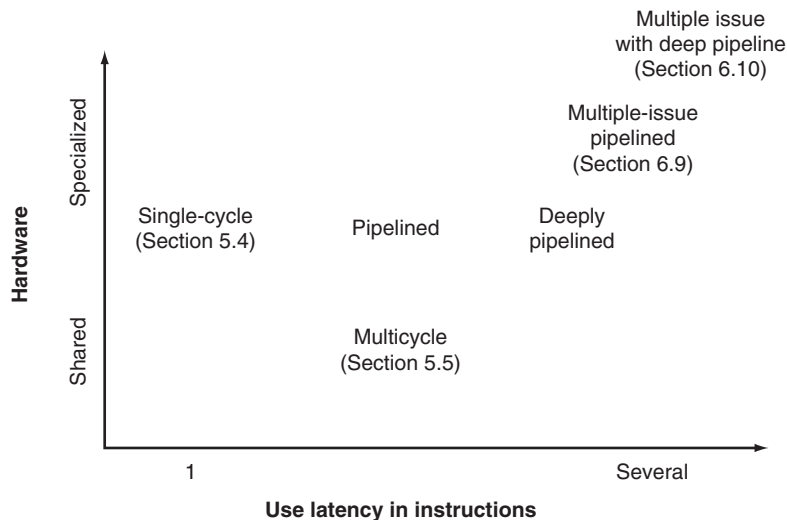 Multiple issue
with deep pipeline
(Section 6.10)
Multiple-issue
pipelined
(Section 6.9)
Specialized
Single-cycle
(Section 5.4)
Pipelined
Deeply
pipelined
Hardware
Shared
Multicycle
(Section 5.5)
1
Several
Use latency in instructions